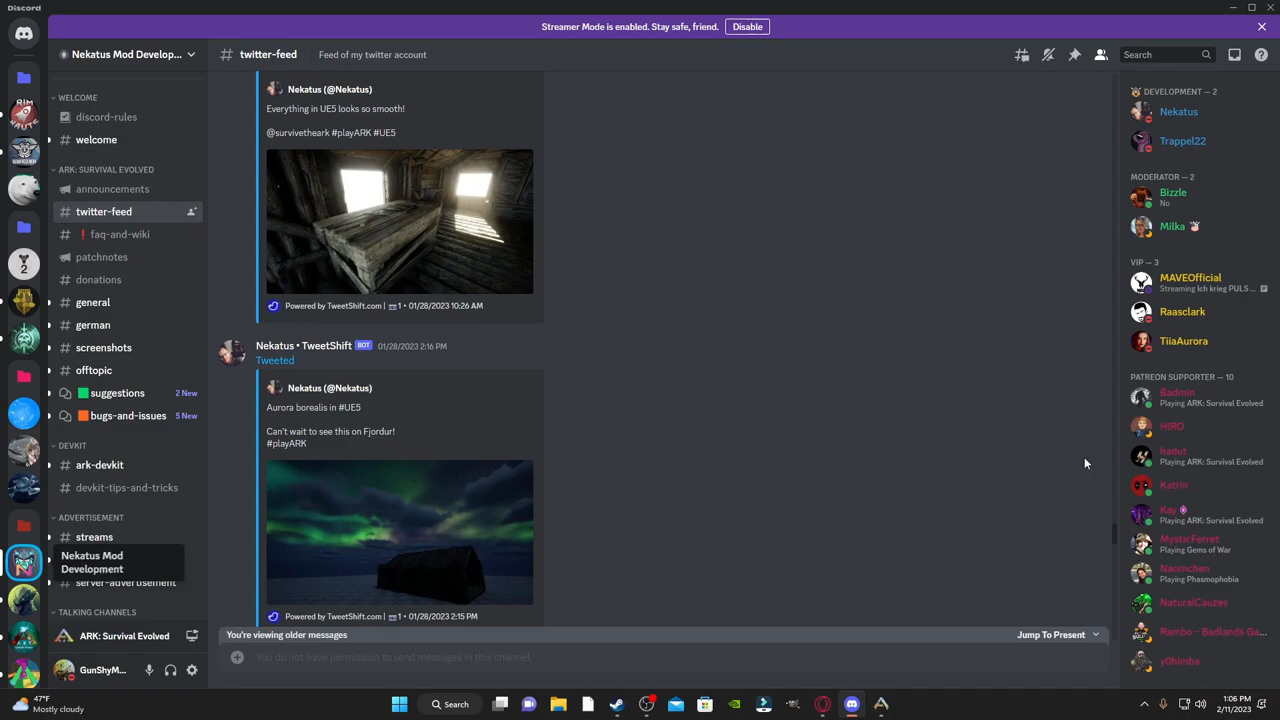 Discord
Streamer Mode is enabled. Stay safe, friend. Disable
Nekatus Mod Develop...
WELCOME
discord-rules
# welcome
ARK: SURVIVAL EVOLVED
announcements
# twitter-feed
# ❗ faq-and-wiki
patchnotes
# donations
# general
# german
# screenshots
# offtopic
suggestions 2 New
bugs-and-issues 5 New
DEVKIT
# ark-devkit
# devkit-tips-and-tricks
ADVERTISEMENT
# streams
Nekatus Mod
Development
server-advertisement
TALKING CHANNELS
ARK: Survival Evolved
GunShyM...
# twitter-feed Feed of my twitter account
Search
Nekatus (@Nekatus)
Everything in UE5 looks so smooth!
@survivetheark #playARK #UE5
Powered by TweetShift.com | 1 • 01/28/2023 10:26 AM
Nekatus • TweetShift BOT 01/28/2023 2:16 PM
Tweeted
Nekatus (@Nekatus)
Aurora borealis in #UE5
Can't wait to see this on Fjordur!
#playARK
Powered by TweetShift.com | 1 • 01/28/2023 2:15 PM
You're viewing older messages Jump To Present
You do not have permission to send messages in this channel.
DEVELOPMENT — 2
Nekatus
Trappel22
MODERATOR — 2
Bizzle
No
Milka
VIP — 3
MAVEOfficial
Streaming Ich krieg PULS ...
Raasclark
TiiaAurora
PATREON SUPPORTER — 10
Badmin
Playing ARK: Survival Evolved
HIRO
hadut
Playing ARK: Survival Evolved
Katrin
Kay
Playing ARK: Survival Evolved
MysticFerret
Playing Gems of War
Naomchen
Playing Phasmophobia
NaturalCauzes
Rambo - Badlands Ga...
y0himba
47°F
Mostly cloudy
Search
1:06 PM
2/11/2023